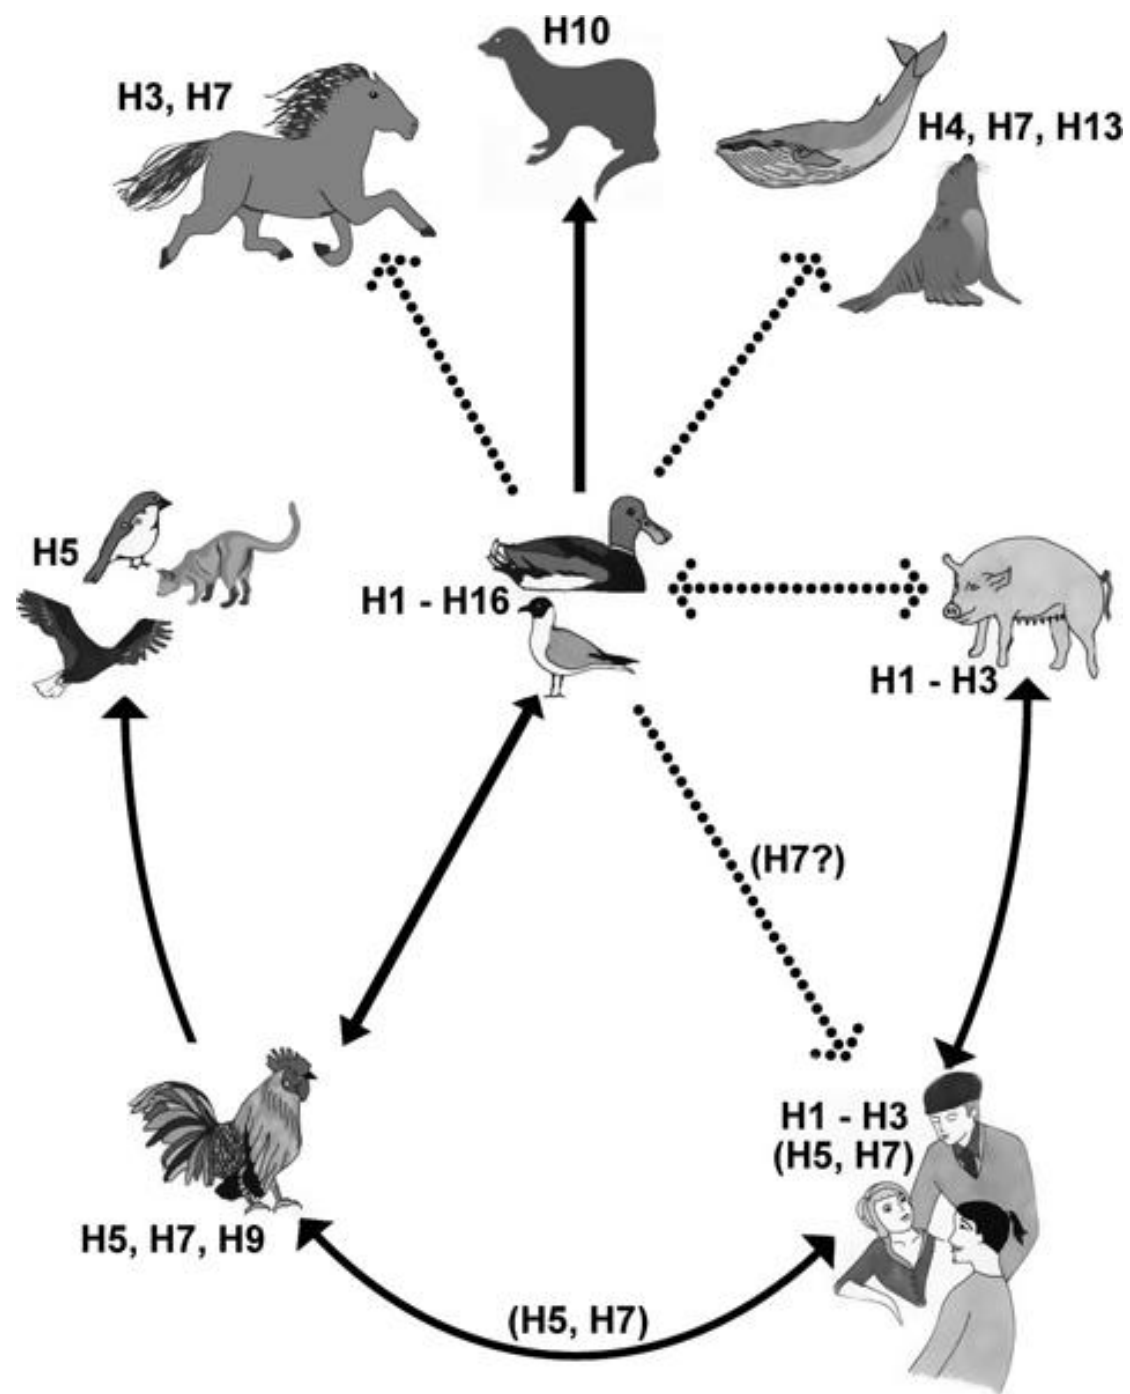 H10
H3, H7
H4, H7, H13
H5
H1 - H16
H1 - H3
(H7?)
H1 - H3
(H5, H7)
H5, H7, H9
(H5, H7)